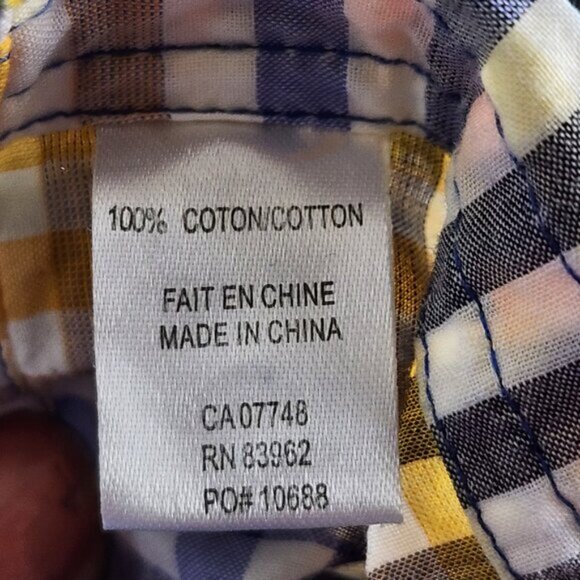 100% COTON/COTTON
FAIT EN CHINE
MADE IN CHINA
CA 07748
RN 83962
PO# 10688